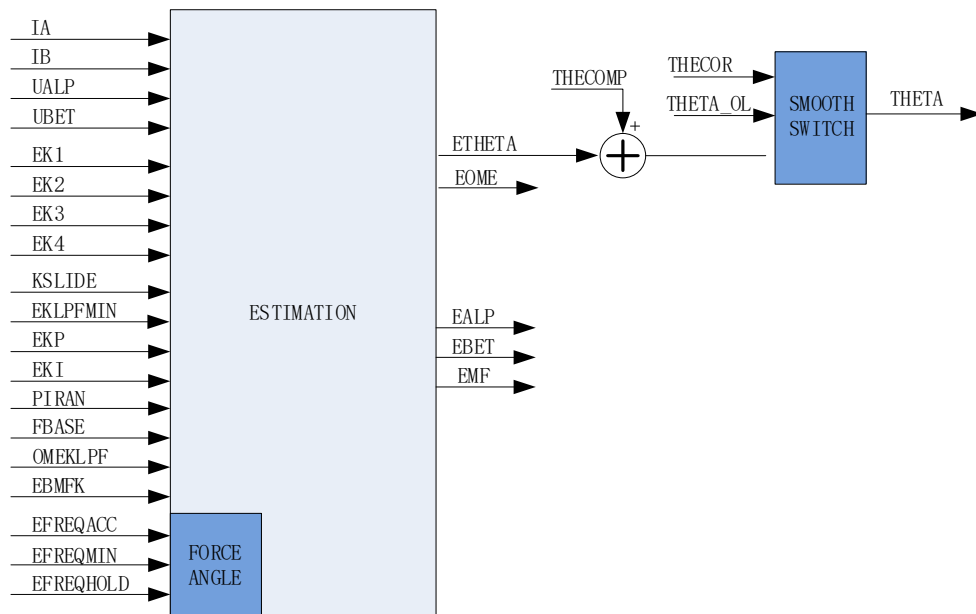 IA
IB
UALP
UBET
EK1
EK2
EK3
EK4
KSLIDE
EKLPFMIN
EKP
EKI
PIRAN
FBASE
OMEKLPF
EBMFK
EFREQACC
EFREQMIN
EFREQHOLD
FORCE
ANGLE
ESTIMATION
ETHETA
EOME
EALP
EBET
EMF
THECOMP
+
THECOR
THETA_OL
SMOOTH
SWITCH
THETA